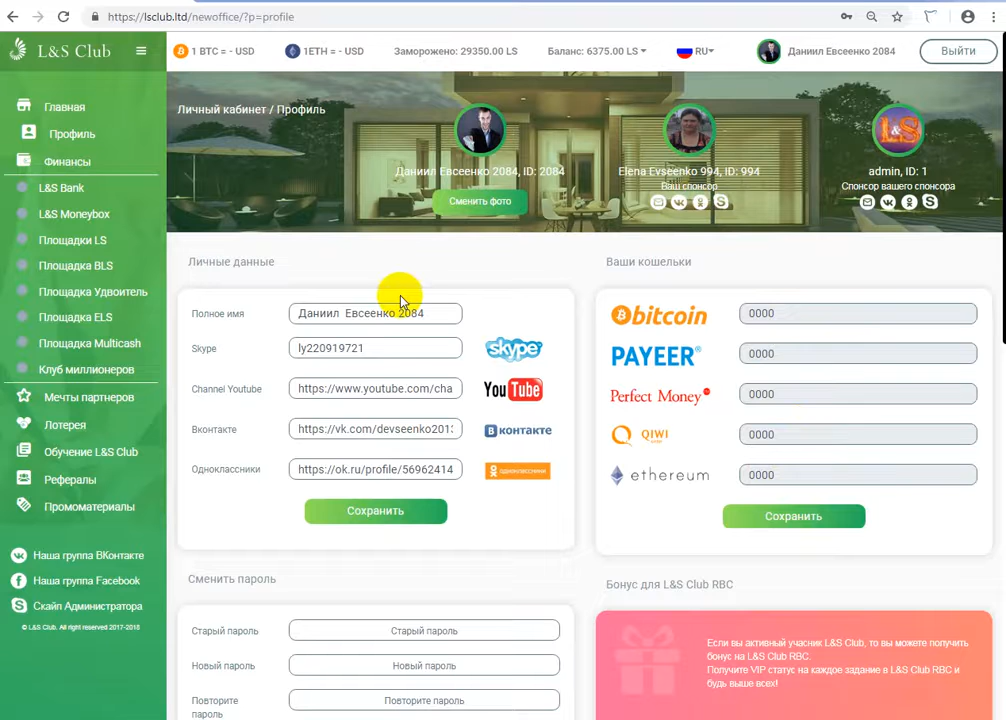 https://lsclub.ltd/newoffice/?p=profile
L&S Club
1 BTC = - USD
1ETH = - USD
Заморожено: 29350.00 LS
Баланс: 6375.00 LS
RU
Даниил Евсеенко 2084
Выйти
Главная
Профиль
Финансы
L&S Bank
L&S Moneybox
Площадки LS
Площадка BLS
Площадка Удвоитель
Площадка ELS
Площадка Multicash
Клуб миллионеров
Мечты партнеров
Лотерея
Обучение L&S Club
Рефералы
Промоматериалы
Наша группа ВКонтакте
Наша группа Facebook
Скайп Администратора
© L&S Club. All right reserved 2017-2018
Личный кабинет / Профиль
Даниил Евсеенко 2084, ID: 2084
Сменить фото
Elena Evseenko 994, ID: 994
Ваш спонсор
L&S
admin, ID: 1
Спонсор вашего спонсора
Личные данные
Полное имя
Даниил Евсеенко 2084
Skype
ly220919721
skype
Channel Youtube
https://www.youtube.com/cha
YouTube
Вконтакте
https://vk.com/devseenko2013
В контакте
Одноклассники
https://ok.ru/profile/56962414
одноклассники
Сохранить
Ваши кошельки
bitcoin
0000
PAYEER
0000
Perfect Money
0000
QIWI
0000
ethereum
0000
Сохранить
Сменить пароль
Старый пароль
Старый пароль
Новый пароль
Новый пароль
Повторите пароль
Повторите пароль
Бонус для L&S Club RBC
Если вы активный учасник L&S Club, то вы можете получить
бонус на L&S Club RBC.
Получите VIP статус на каждое задание в L&S Club RBC и
будь выше всех!